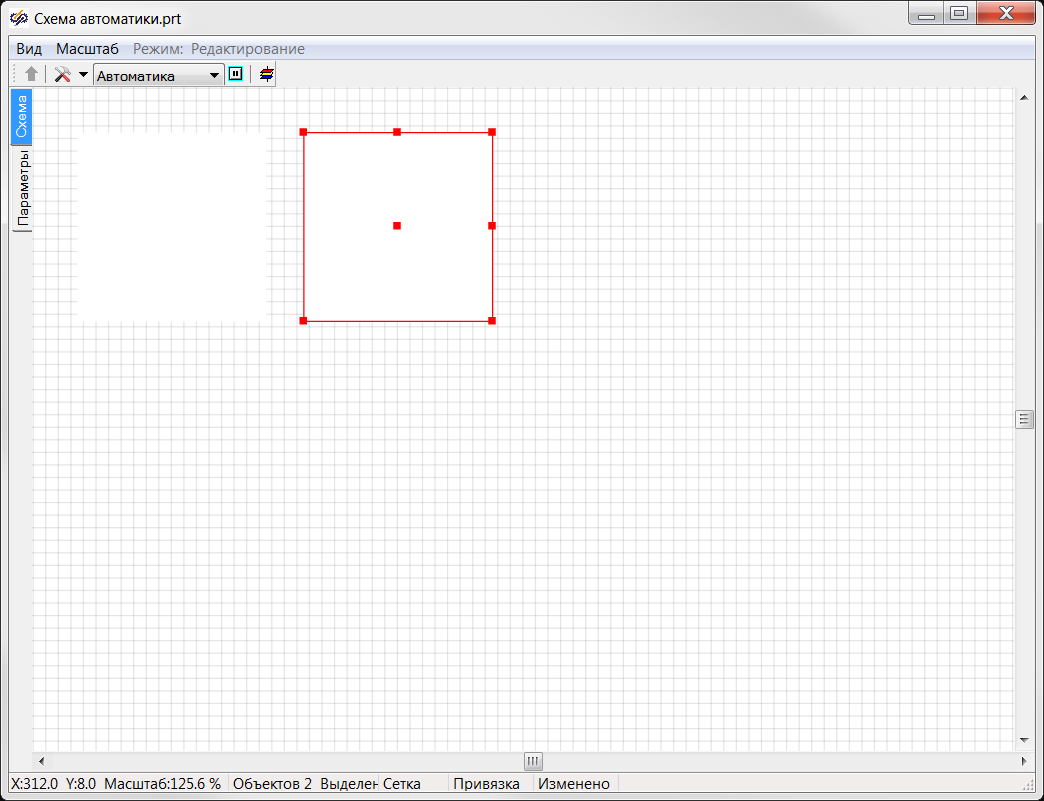 Схема автоматики.prt
Вид Масштаб Режим: Редактирование
Автоматика
Схема
Параметры
X:312.0 Y:8.0 Масштаб:125.6 % Объектов 2 Выделен Сетка Привязка Изменено